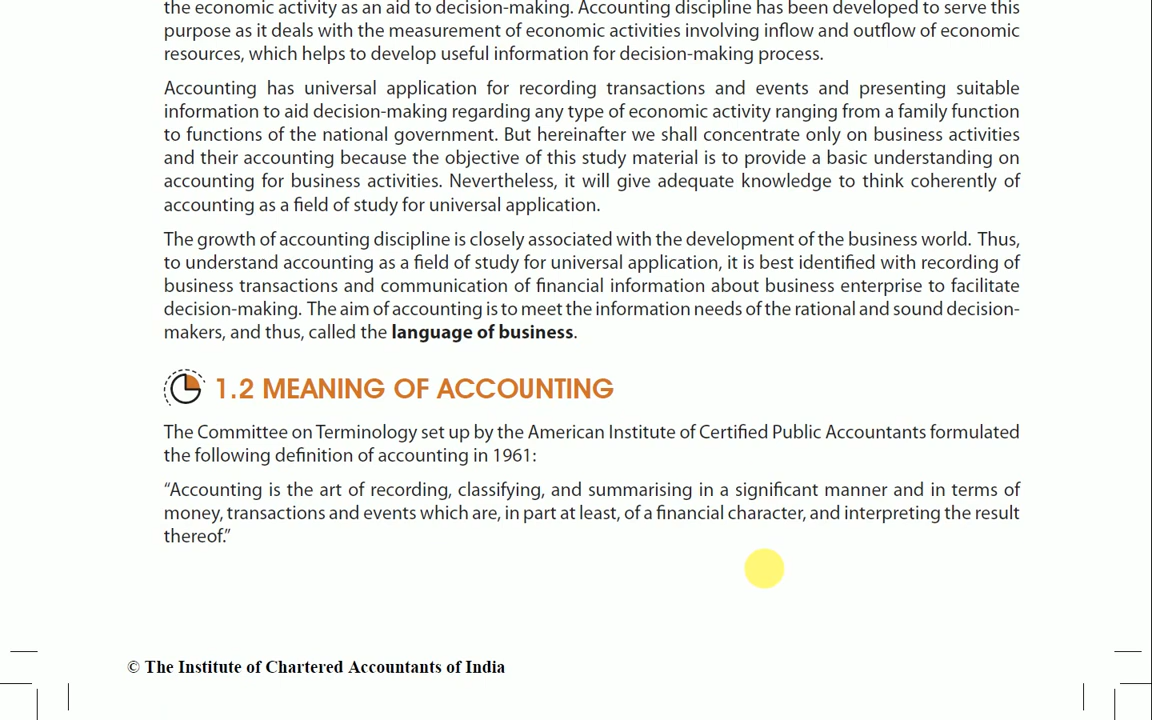 the economic activity as an aid to decision-making. Accounting discipline has been developed to serve this
purpose as it deals with the measurement of economic activities involving inflow and outflow of economic
resources, which helps to develop useful information for decision-making process.
Accounting has universal application for recording transactions and events and presenting suitable
information to aid decision-making regarding any type of economic activity ranging from a family function
to functions of the national government. But hereinafter we shall concentrate only on business activities
and their accounting because the objective of this study material is to provide a basic understanding on
accounting for business activities. Nevertheless, it will give adequate knowledge to think coherently of
accounting as a field of study for universal application.
The growth of accounting discipline is closely associated with the development of the business world. Thus,
to understand accounting as a field of study for universal application, it is best identified with recording of
business transactions and communication of financial information about business enterprise to facilitate
decision-making. The aim of accounting is to meet the information needs of the rational and sound decision-
makers, and thus, called the language of business.
1.2 MEANING OF ACCOUNTING
The Committee on Terminology set up by the American Institute of Certified Public Accountants formulated
the following definition of accounting in 1961:
“Accounting is the art of recording, classifying, and summarising in a significant manner and in terms of
money, transactions and events which are, in part at least, of a financial character, and interpreting the result
thereof.”
© The Institute of Chartered Accountants of India